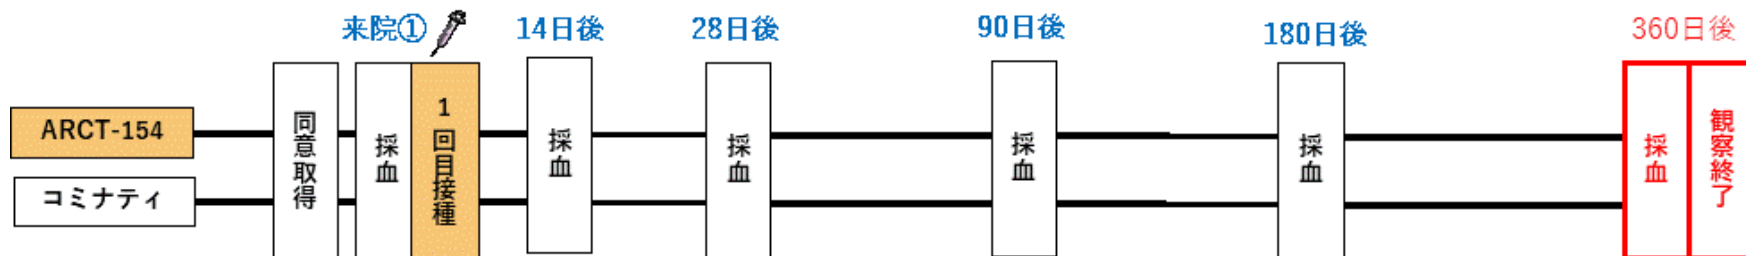 来院① 14日後 28日後 90日後 180日後 360日後
ARCT-154
コミナティ
同意取得
採血
1回目接種
採血
採血
採血
採血
採血
観察終了